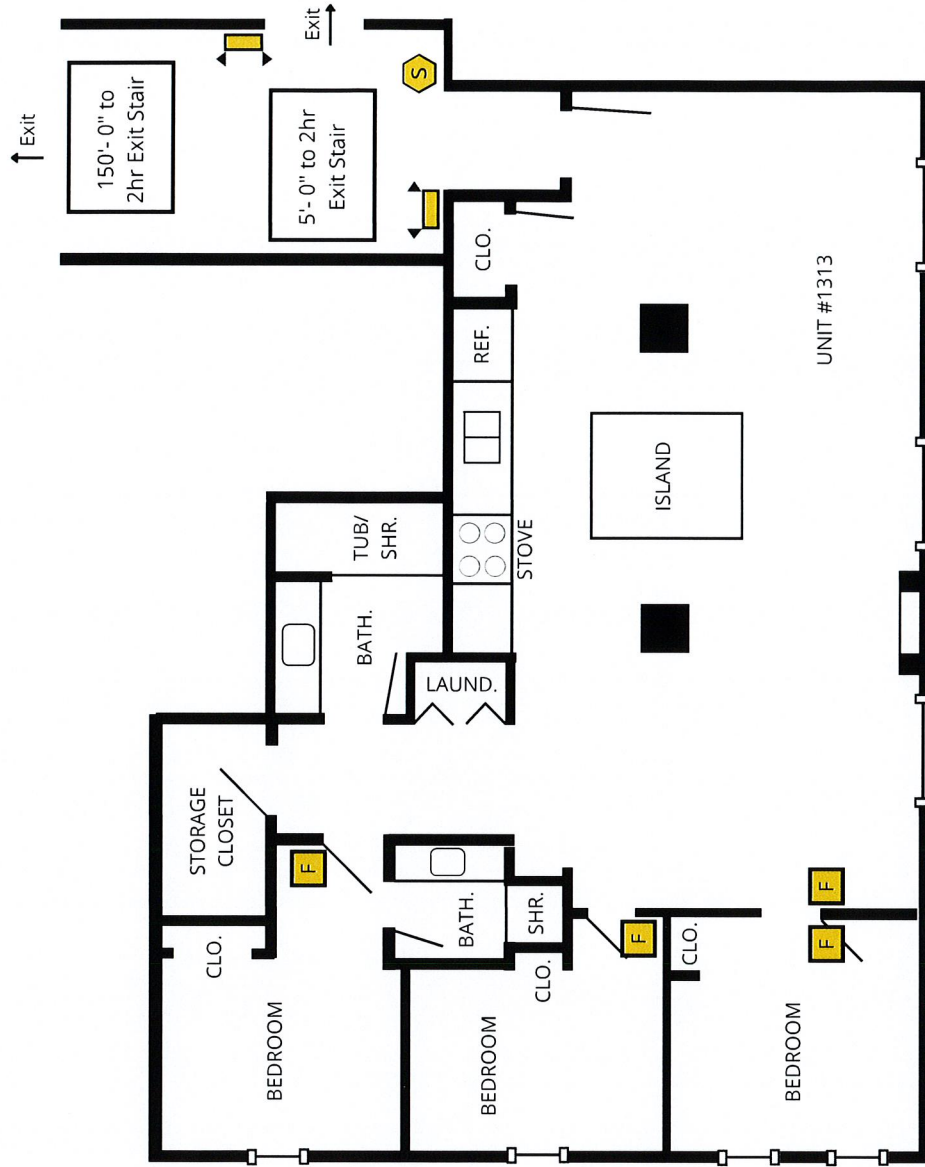 Exit
150'- 0" to
2hr Exit Stair
Exit
5'- 0" to 2hr
Exit Stair
S
CLO.
REF.
STOVE
ISLAND
UNIT #1313
TUB/
SHR.
BATH.
LAUND.
STORAGE
CLOSET
F
CLO.
BEDROOM
BATH.
SHR.
CLO.
F
BEDROOM
CLO.
F
F
BEDROOM